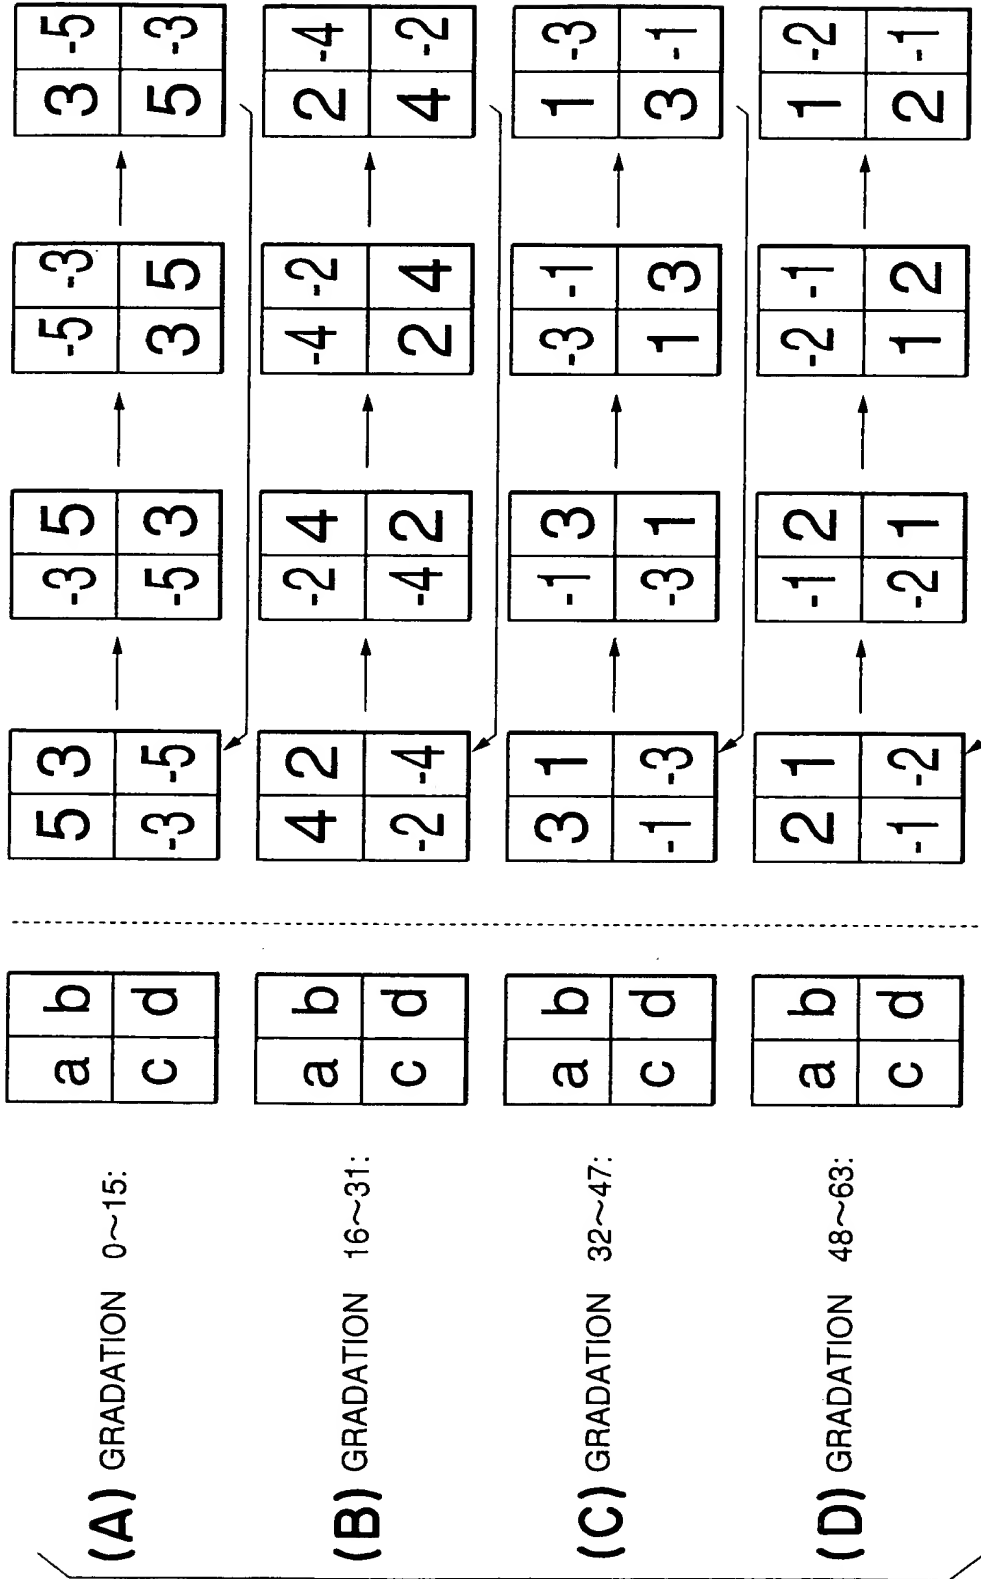 (A) GRADATION 0~15:
a b 5 3 -3 5 -5 -3 3 -5
c d -3 -5 -5 3 3 5 5 -3
(B) GRADATION 16~31:
a b 4 2 -2 4 -4 -2 2 -4
c d -2 -4 -4 2 2 4 4 -2
(C) GRADATION 32~47:
a b 3 1 -1 3 -3 -1 1 -3
c d -1 -3 -3 1 1 3 3 -1
(D) GRADATION 48~63:
a b 2 1 -1 2 -2 -1 1 -2
c d -1 -2 -2 1 1 2 2 -1